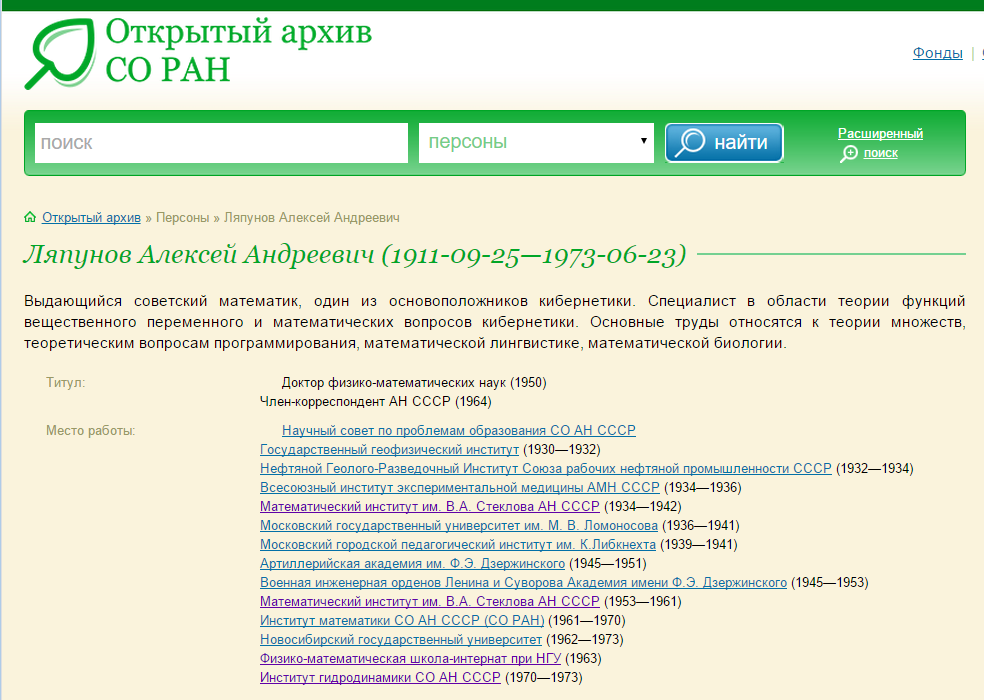 Открытый архив
СО РАН
Фонды |
поиск
персоны
найти
Расширенный
поиск
Открытый архив » Персоны » Ляпунов Алексей Андреевич
Ляпунов Алексей Андреевич (1911-09-25—1973-06-23)
Выдающийся советский математик, один из основоположников кибернетики. Специалист в области теории функций
вещественного переменного и математических вопросов кибернетики. Основные труды относятся к теории множеств,
теоретическим вопросам программирования, математической лингвистике, математической биологии.
Титул: Доктор физико-математических наук (1950)
Член-корреспондент АН СССР (1964)
Место работы: Научный совет по проблемам образования СО АН СССР
Государственный геофизический институт (1930—1932)
Нефтяной Геолого-Разведочный Институт Союза рабочих нефтяной промышленности СССР (1932—1934)
Всесоюзный институт экспериментальной медицины АМН СССР (1934—1936)
Математический институт им. В.А. Стеклова АН СССР (1934—1942)
Московский государственный университет им. М. В. Ломоносова (1936—1941)
Московский городской педагогический институт им. К.Либкнехта (1939—1941)
Артиллерийская академия им. Ф.Э. Дзержинского (1945—1951)
Военная инженерная орденов Ленина и Суворова Академия имени Ф.Э. Дзержинского (1945—1953)
Математический институт им. В.А. Стеклова АН СССР (1953—1961)
Институт математики СО АН СССР (СО РАН) (1961—1970)
Новосибирский государственный университет (1962—1973)
Физико-математическая школа-интернат при НГУ (1963)
Институт гидродинамики СО АН СССР (1970—1973)